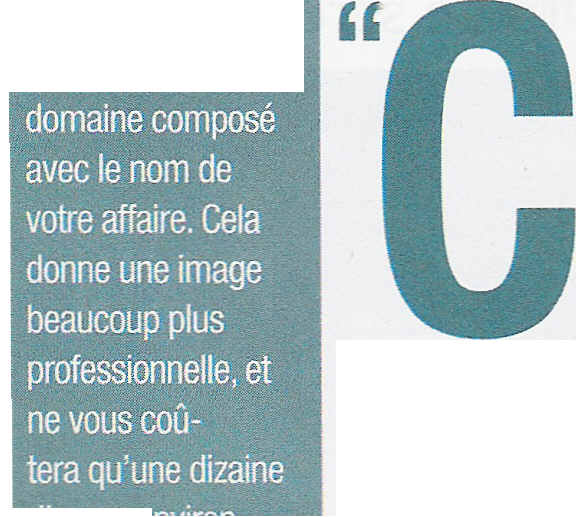 domaine composé
avec le nom de
votre affaire. Cela
donne une image
beaucoup plus
professionnelle, et
ne vous coû-
tera qu'une dizaine
“C